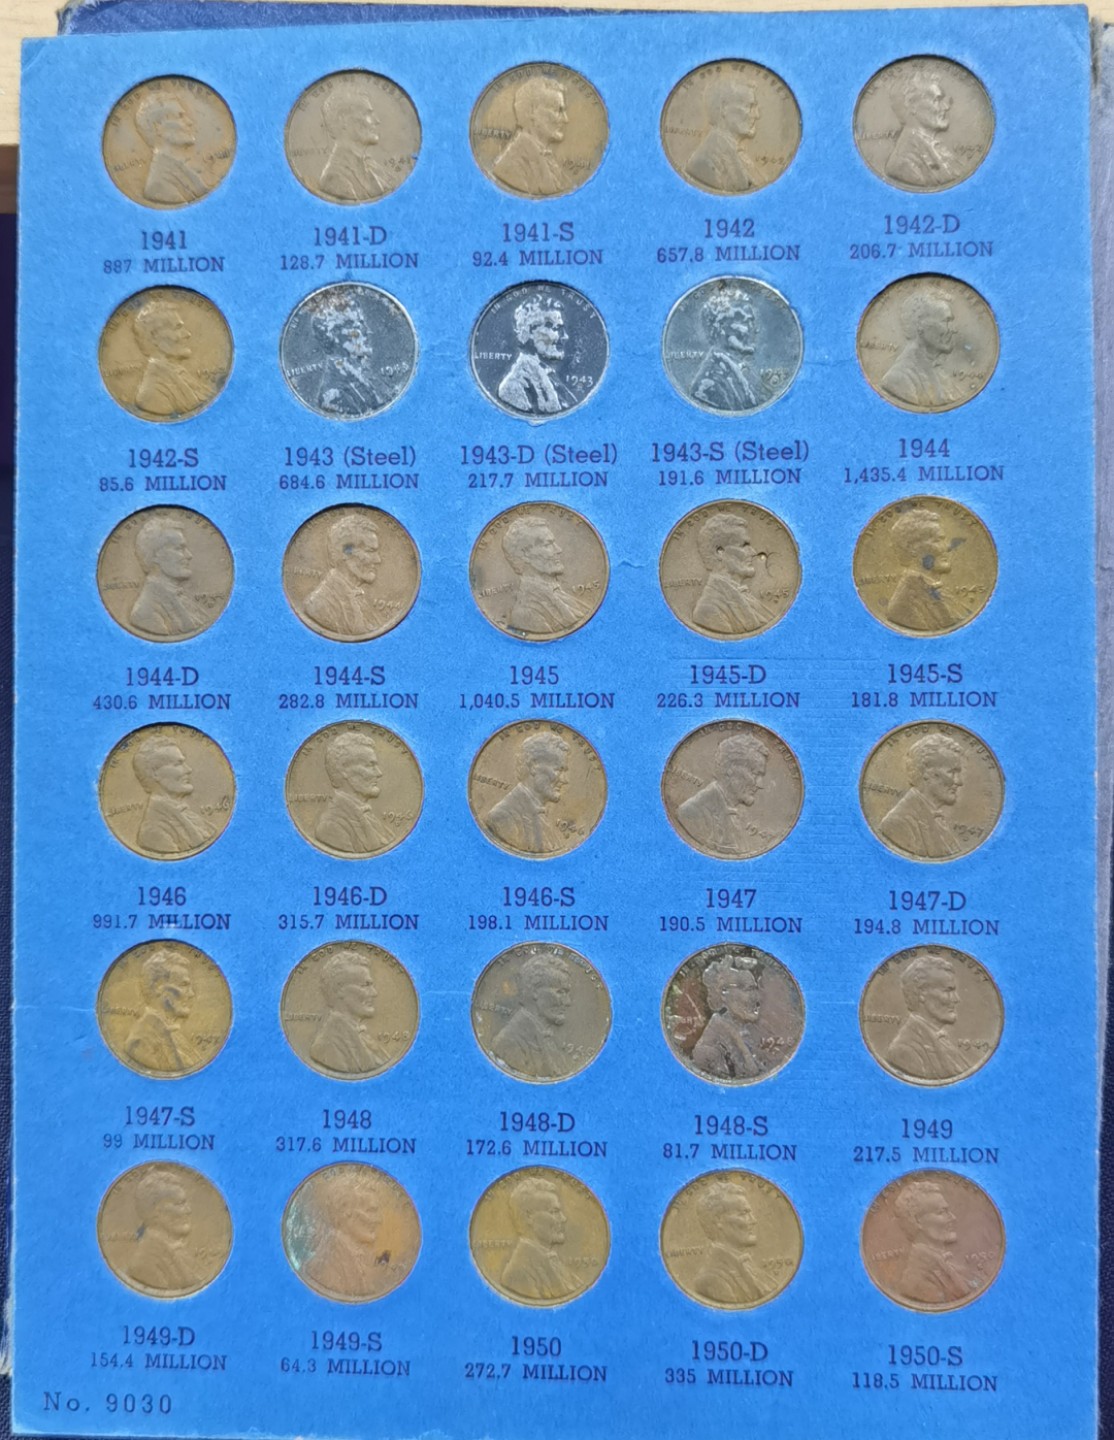 1941
887 MILLION
1941-D
128.7 MILLION
1941-S
92.4 MILLION
1942
657.8 MILLION
1942-D
206.7 MILLION
1942-S
85.6 MILLION
1943 (Steel)
684.6 MILLION
LIBERTY
1943
1943-D (Steel)
217.7 MILLION
1943-S (Steel)
191.6 MILLION
1944
1,435.4 MILLION
1944-D
430.6 MILLION
1944-S
282.8 MILLION
1945
1,040.5 MILLION
1945-D
226.3 MILLION
1945-S
181.8 MILLION
1946
991.7 MILLION
1946-D
315.7 MILLION
1946-S
198.1 MILLION
1947
190.5 MILLION
1947-D
194.8 MILLION
1947-S
99 MILLION
1948
317.6 MILLION
1948-D
172.6 MILLION
1948-S
81.7 MILLION
1949
217.5 MILLION
1949-D
154.4 MILLION
1949-S
64.3 MILLION
1950
272.7 MILLION
1950-D
335 MILLION
1950-S
118.5 MILLION
No. 9030